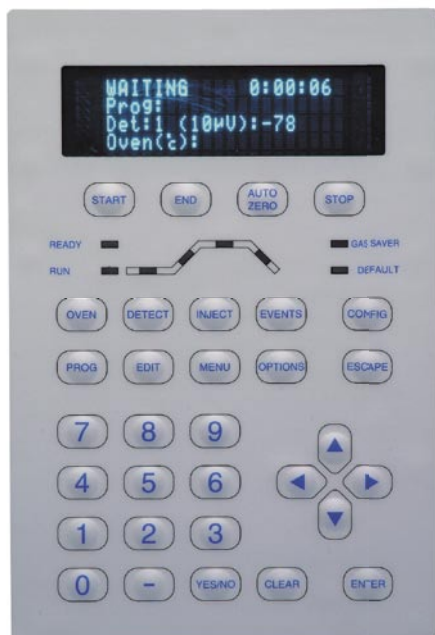 WAITING 0:00:06
Prog:
Det:1 (10µV):-78
Oven(℃):
START END AUTO ZERO STOP
READY GAS SAVER
RUN DEFAULT
OVEN DETECT INJECT EVENTS CONFIG
PROG EDIT MENU OPTIONS ESCAPE
7 8 9
4 5 6
1 2 3
0 - YES/NO CLEAR ENTER